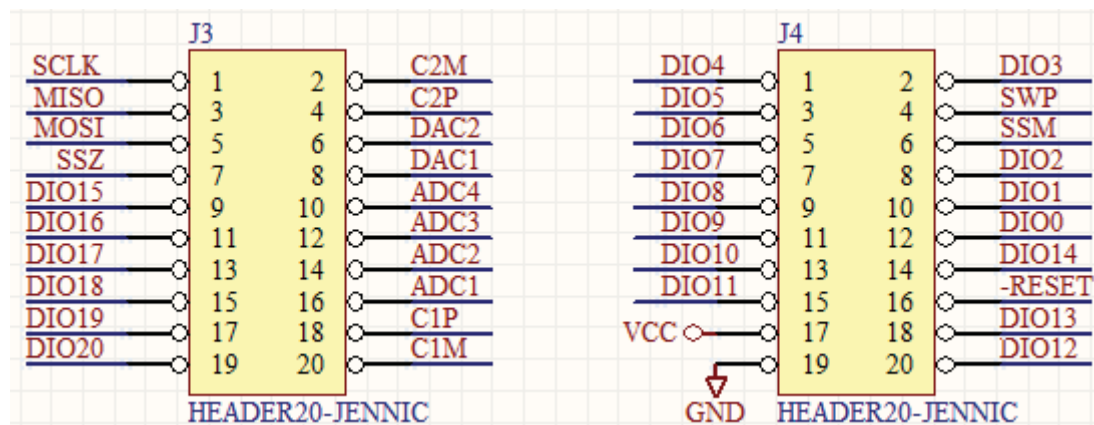 J3 J4
SCLK 1 2 C2M DIO4 1 2 DIO3
MISO 3 4 C2P DIO5 3 4 SWP
MOSI 5 6 DAC2 DIO6 5 6 SSM
SSZ 7 8 DAC1 DIO7 7 8 DIO2
DIO15 9 10 ADC4 DIO8 9 10 DIO1
DIO16 11 12 ADC3 DIO9 11 12 DIO0
DIO17 13 14 ADC2 DIO10 13 14 DIO14
DIO18 15 16 ADC1 DIO11 15 16 -RESET
DIO19 17 18 C1P VCC 17 18 DIO13
DIO20 19 20 C1M 19 20 DIO12
HEADER20-JENNIC GND HEADER20-JENNIC